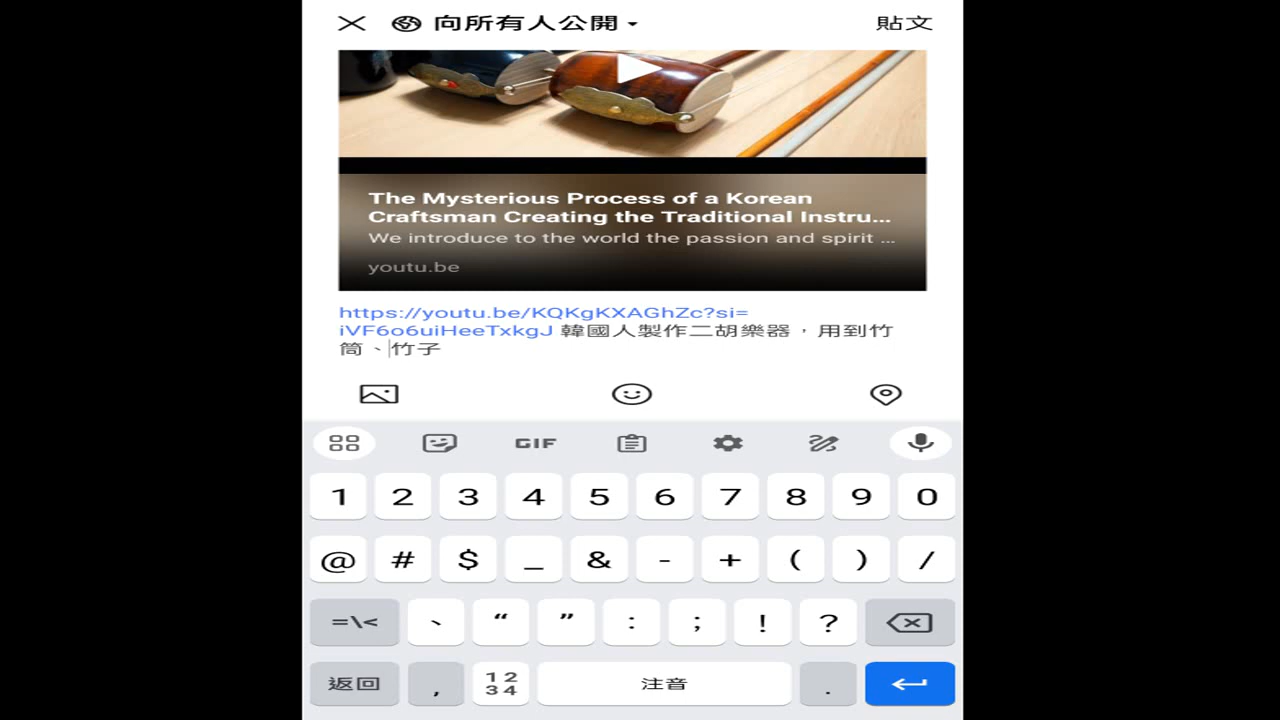 向所有人公開
貼文
The Mysterious Process of a Korean
Craftsman Creating the Traditional Instru...
We introduce to the world the passion and spirit ...
youtu.be
https://youtu.be/KQKgKXAGhZc?si=
iVF6o6uiHeeTxkgJ 韓國人製作二胡樂器，用到竹
筒、竹子
GIF
1 2 3 4 5 6 7 8 9 0
@ # $ _ & - + ( ) /
=\< 、 “ ” : ; ! ?
返回 , 12 注音 .
34